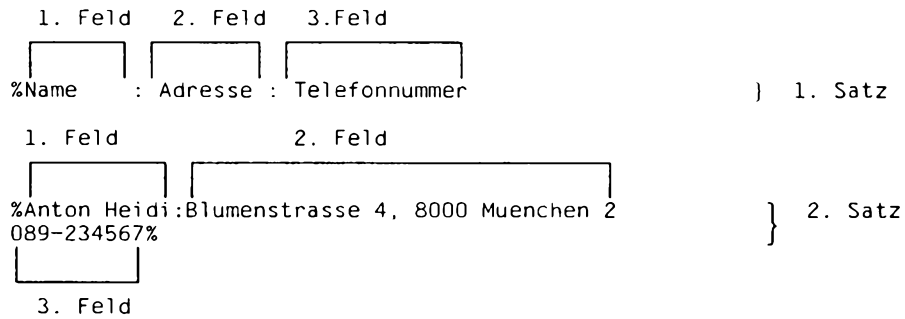 1. Feld 2. Feld 3.Feld
%Name : Adresse : Telefonnummer } 1. Satz
1. Feld 2. Feld
%Anton Heidi:Blumenstrasse 4, 8000 Muenchen 2 } 2. Satz
089-234567%
3. Feld